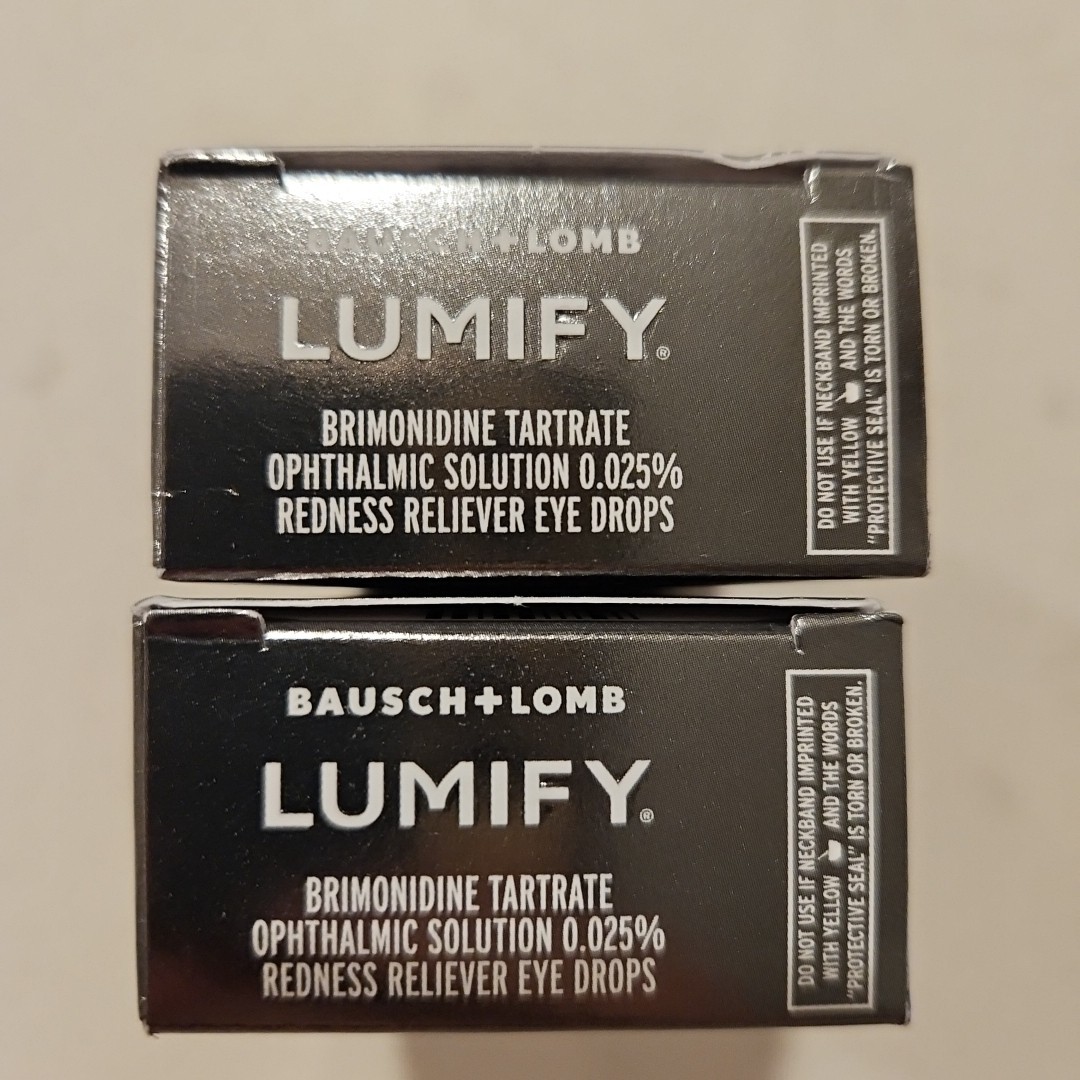 BAUSCH+LOMB
LUMIFY®
BRIMONIDINE TARTRATE
OPHTHALMIC SOLUTION 0.025%
REDNESS RELIEVER EYE DROPS
DO NOT USE IF NECKBAND IMPRINTED
WITH YELLOW AND THE WORDS
"PROTECTIVE SEAL" IS TORN OR BROKEN.
BAUSCH+LOMB
LUMIFY®
BRIMONIDINE TARTRATE
OPHTHALMIC SOLUTION 0.025%
REDNESS RELIEVER EYE DROPS
DO NOT USE IF NECKBAND IMPRINTED
WITH YELLOW AND THE WORDS
"PROTECTIVE SEAL" IS TORN OR BROKEN.